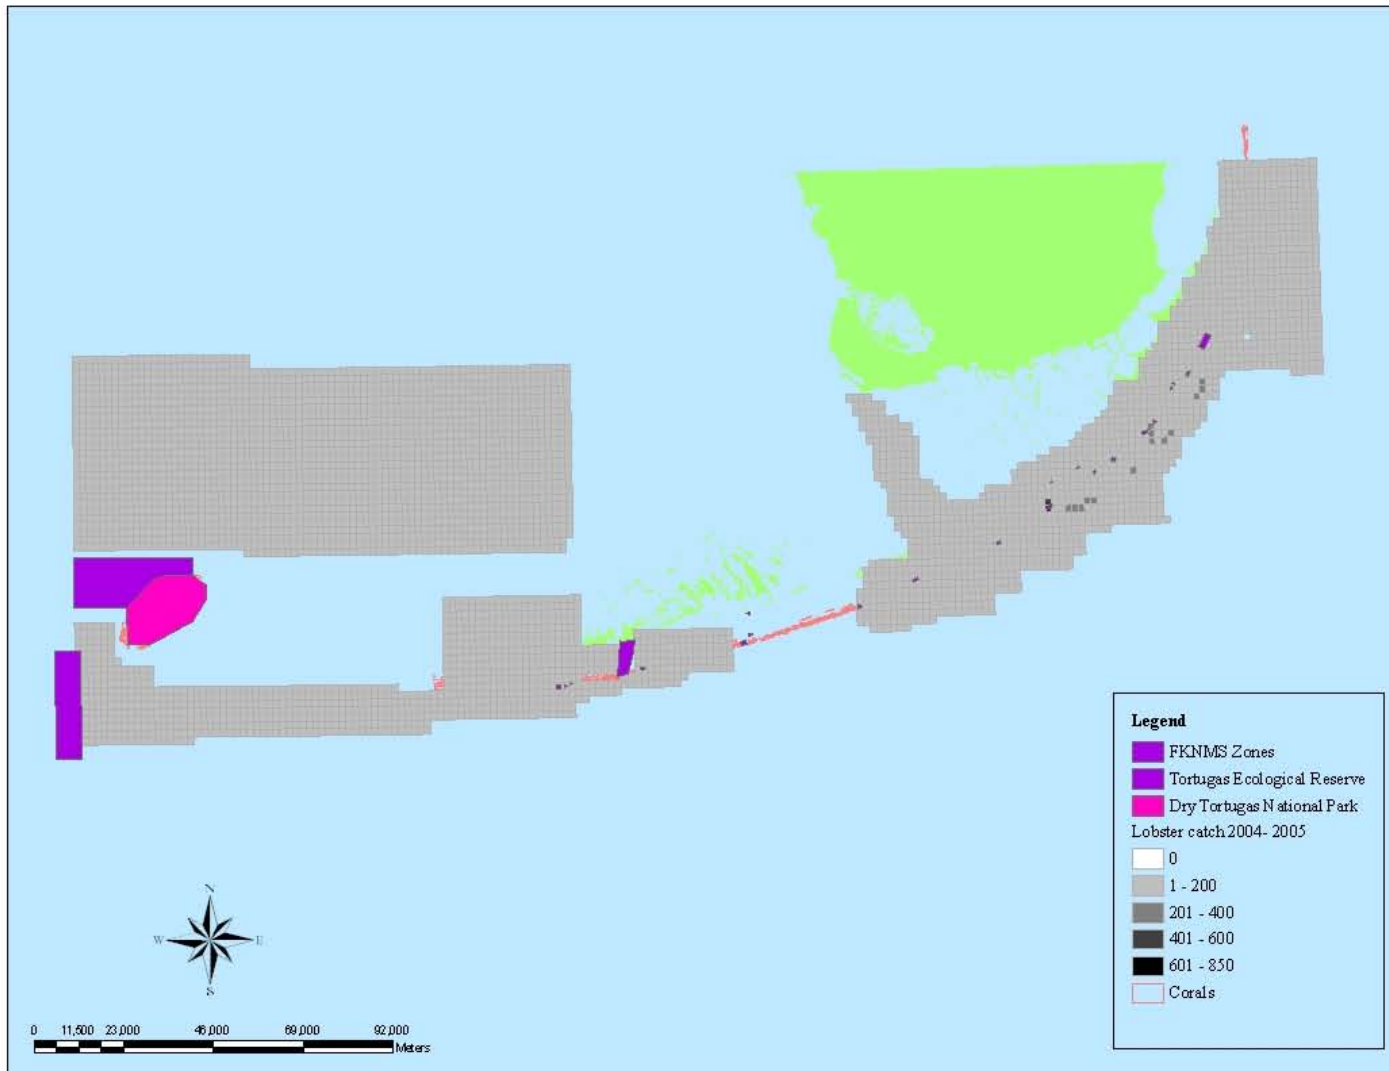 Legend
FKNMS Zones
Tortugas Ecological Reserve
Dry Tortugas National Park
Lobster catch 2004- 2005
0
1 - 200
201 - 400
401 - 600
601 - 850
Corals
N
W E
S
0 11,500 23,000 46,000 69,000 92,000
Meters